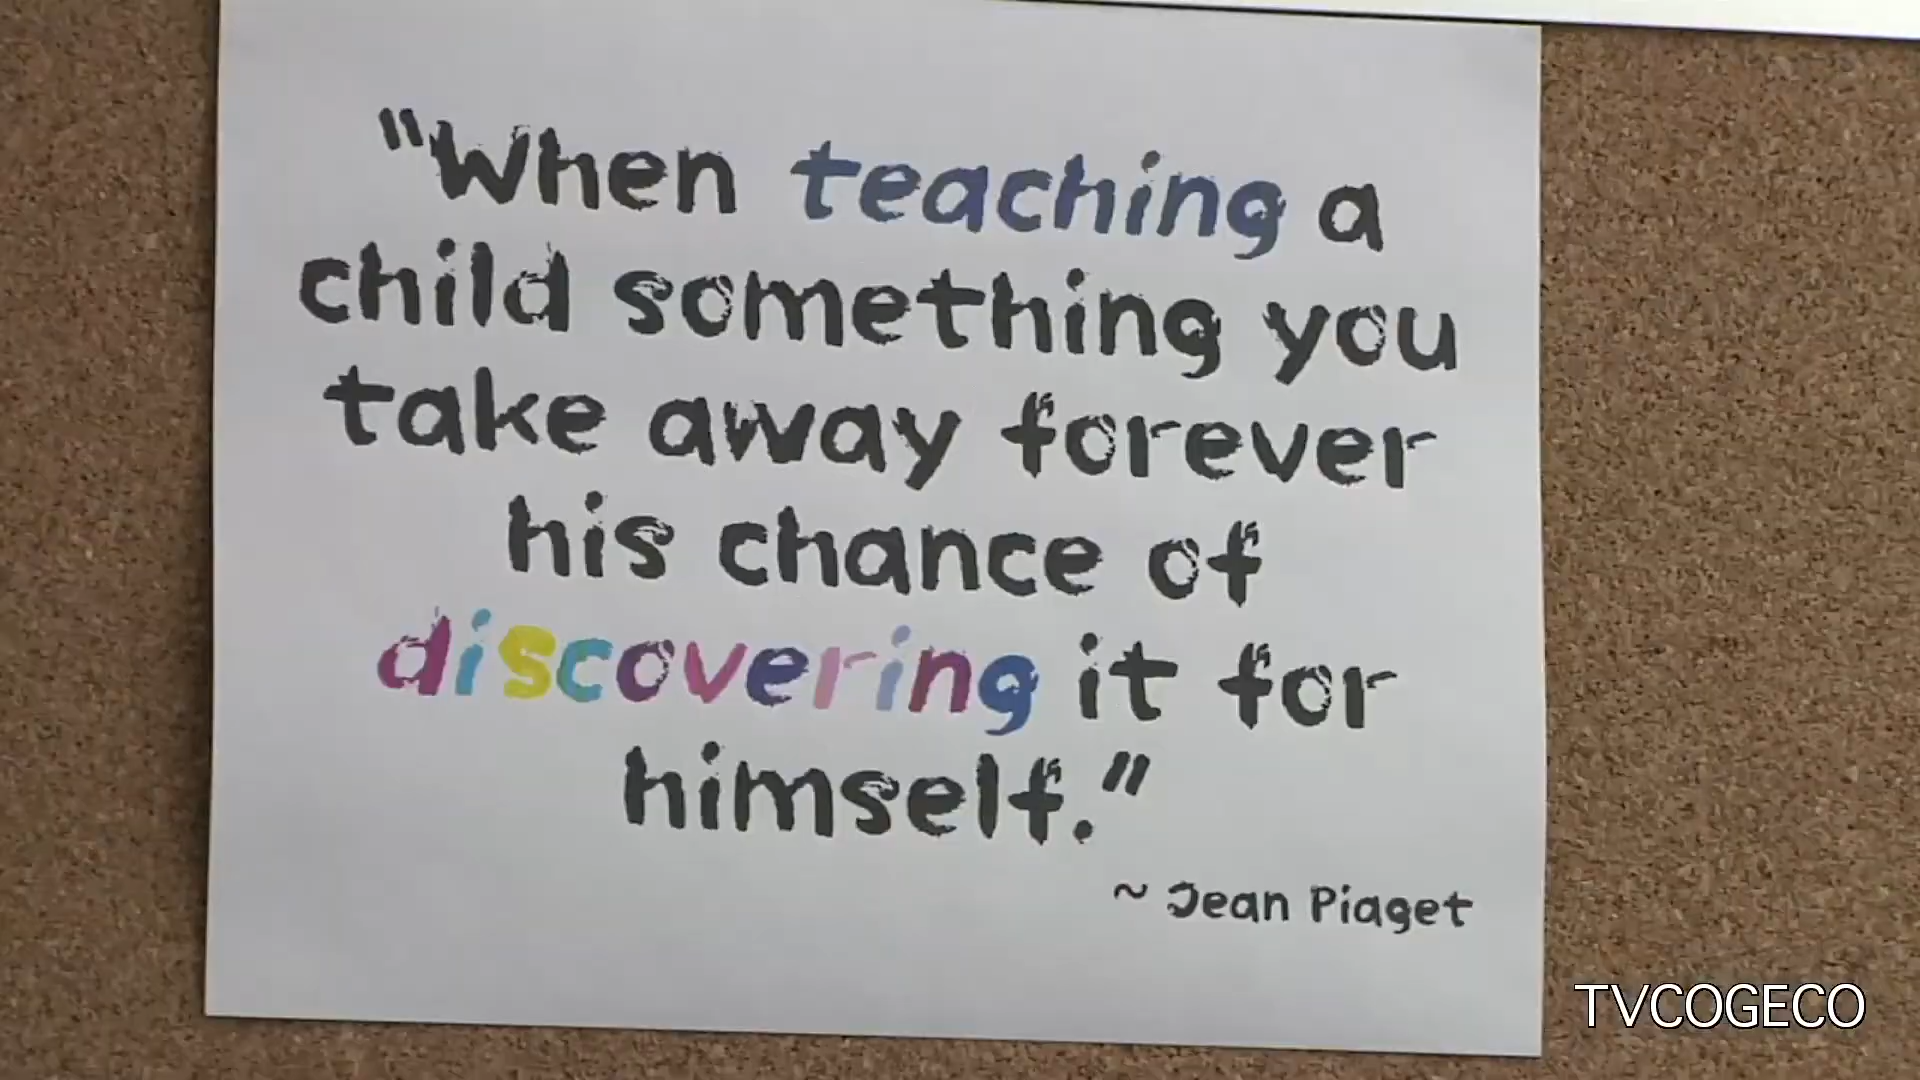 "When teaching a
child something you
take away forever
his chance of
discovering it for
himself."
~ Jean Piaget
TVCOGECO